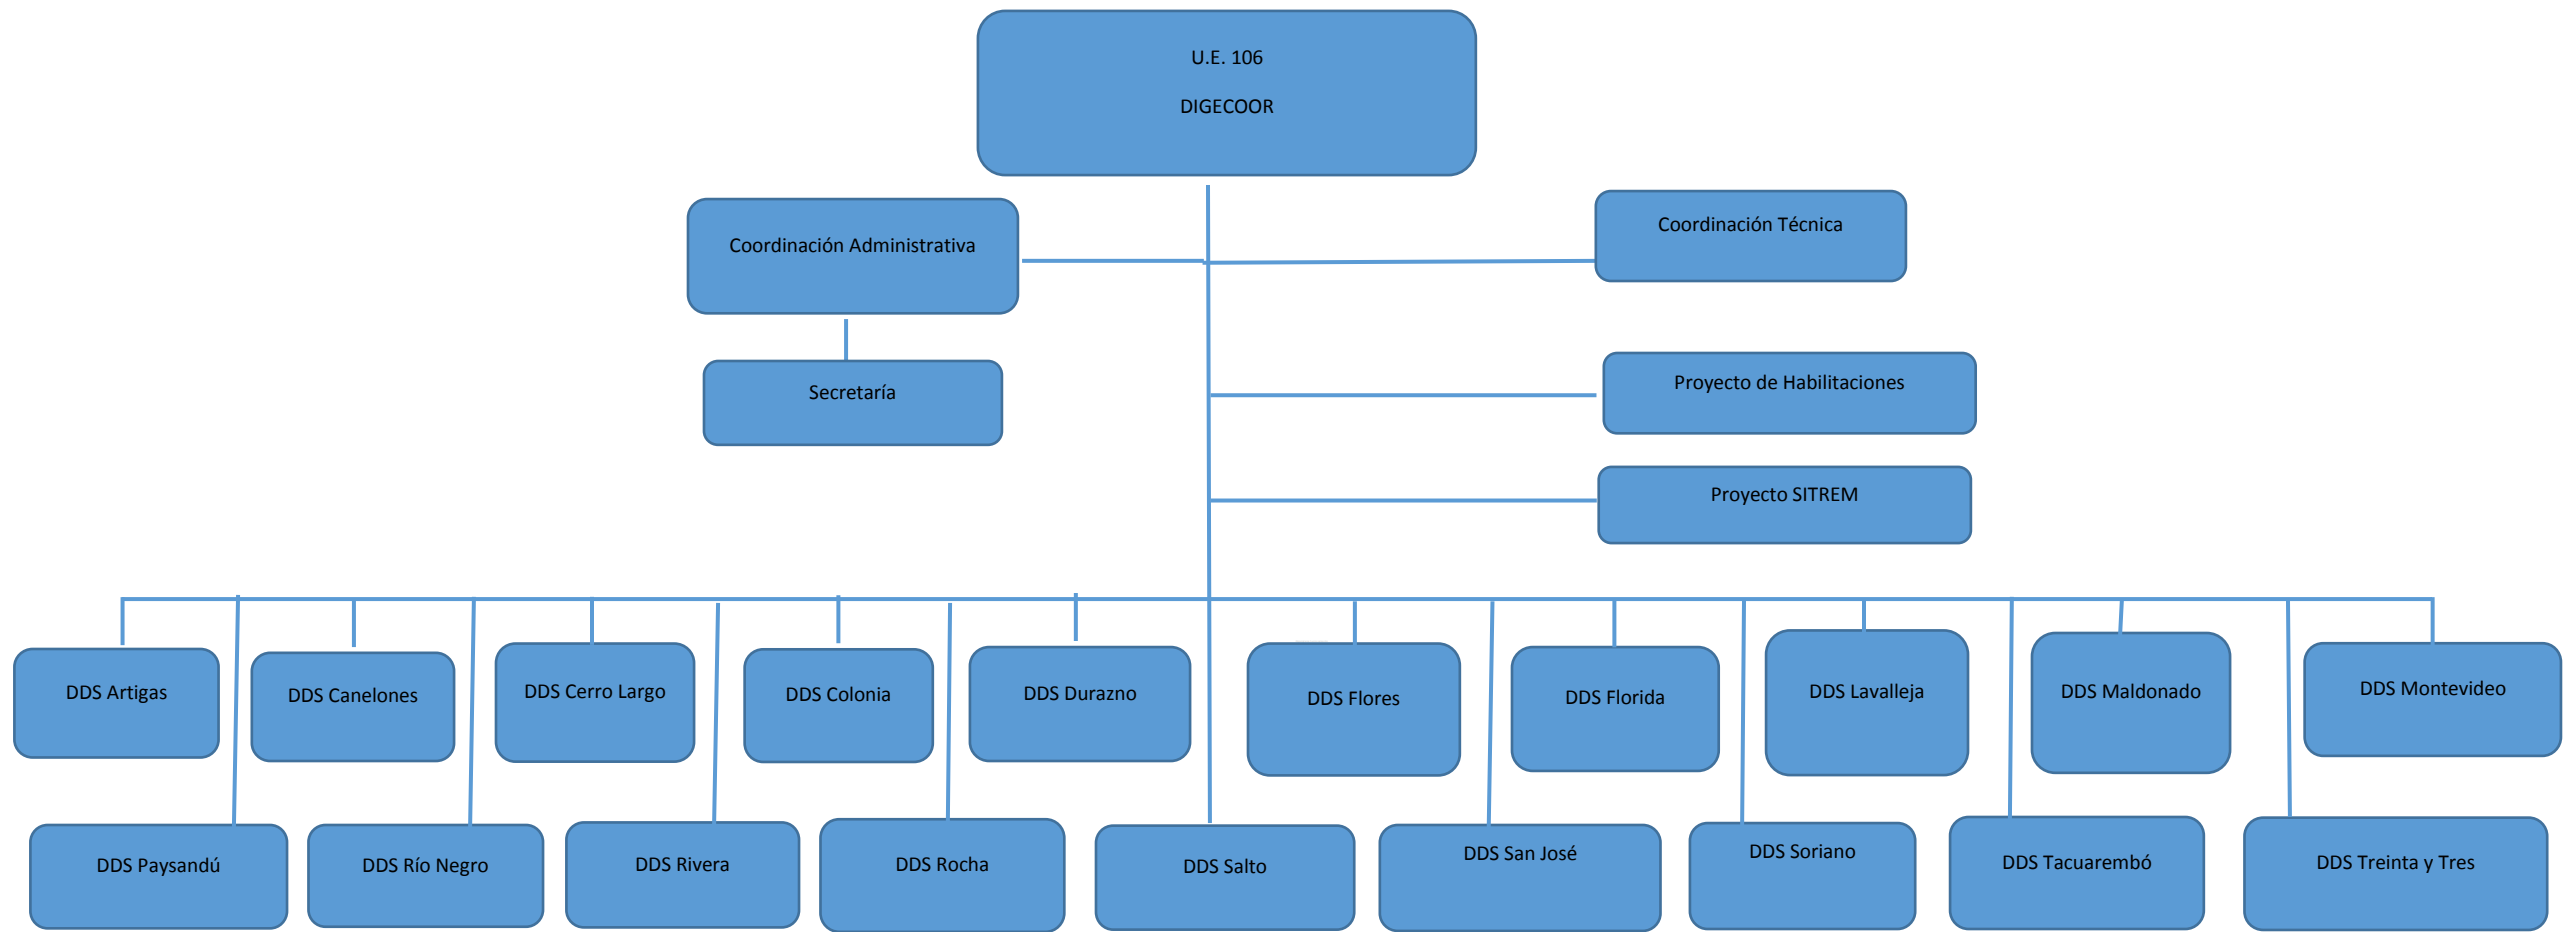 U.E. 106
DIGECOOR
Coordinación Administrativa
Coordinación Técnica
Secretaría
Proyecto de Habilitaciones
Proyecto SITREM
DDS Artigas
DDS Canelones
DDS Cerro Largo
DDS Colonia
DDS Durazno
DDS Flores
DDS Florida
DDS Lavalleja
DDS Maldonado
DDS Montevideo
DDS Paysandú
DDS Río Negro
DDS Rivera
DDS Rocha
DDS Salto
DDS San José
DDS Soriano
DDS Tacuarembó
DDS Treinta y Tres